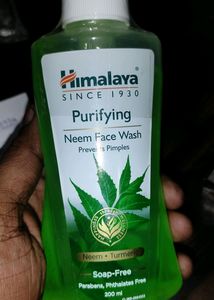 Himalaya
SINCE 1930
Purifying
Neem Face Wash
Prevents Pimples
Neem • Turmeric
Soap-Free
Parabens, Phthalates Free
200 ml